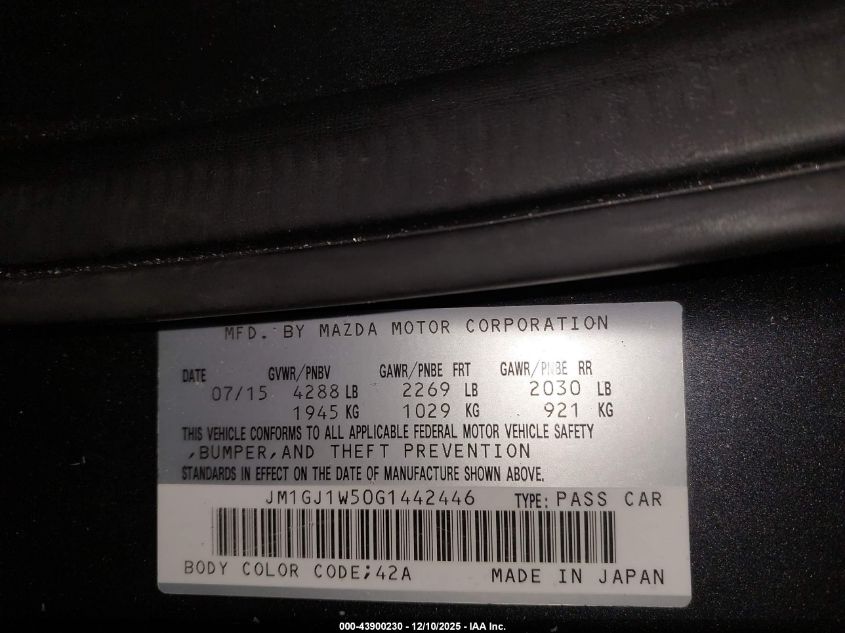 MFD. BY MAZDA MOTOR CORPORATION
DATE GVWR/PNBV GAWR/PNBE FRT GAWR/PNBE RR
07/15 4288 LB 2269 LB 2030 LB
1945 KG 1029 KG 921 KG
THIS VEHICLE CONFORMS TO ALL APPLICABLE FEDERAL MOTOR VEHICLE SAFETY
,BUMPER,AND THEFT PREVENTION
STANDARDS IN EFFECT ON THE DATE OF MANUFACTURE SHOWN ABOVE.
JM1GJ1W50G1442446 TYPE: PASS CAR
BODY COLOR CODE;42A MADE IN JAPAN
000-43900230 - 12/10/2025 - IAA Inc.